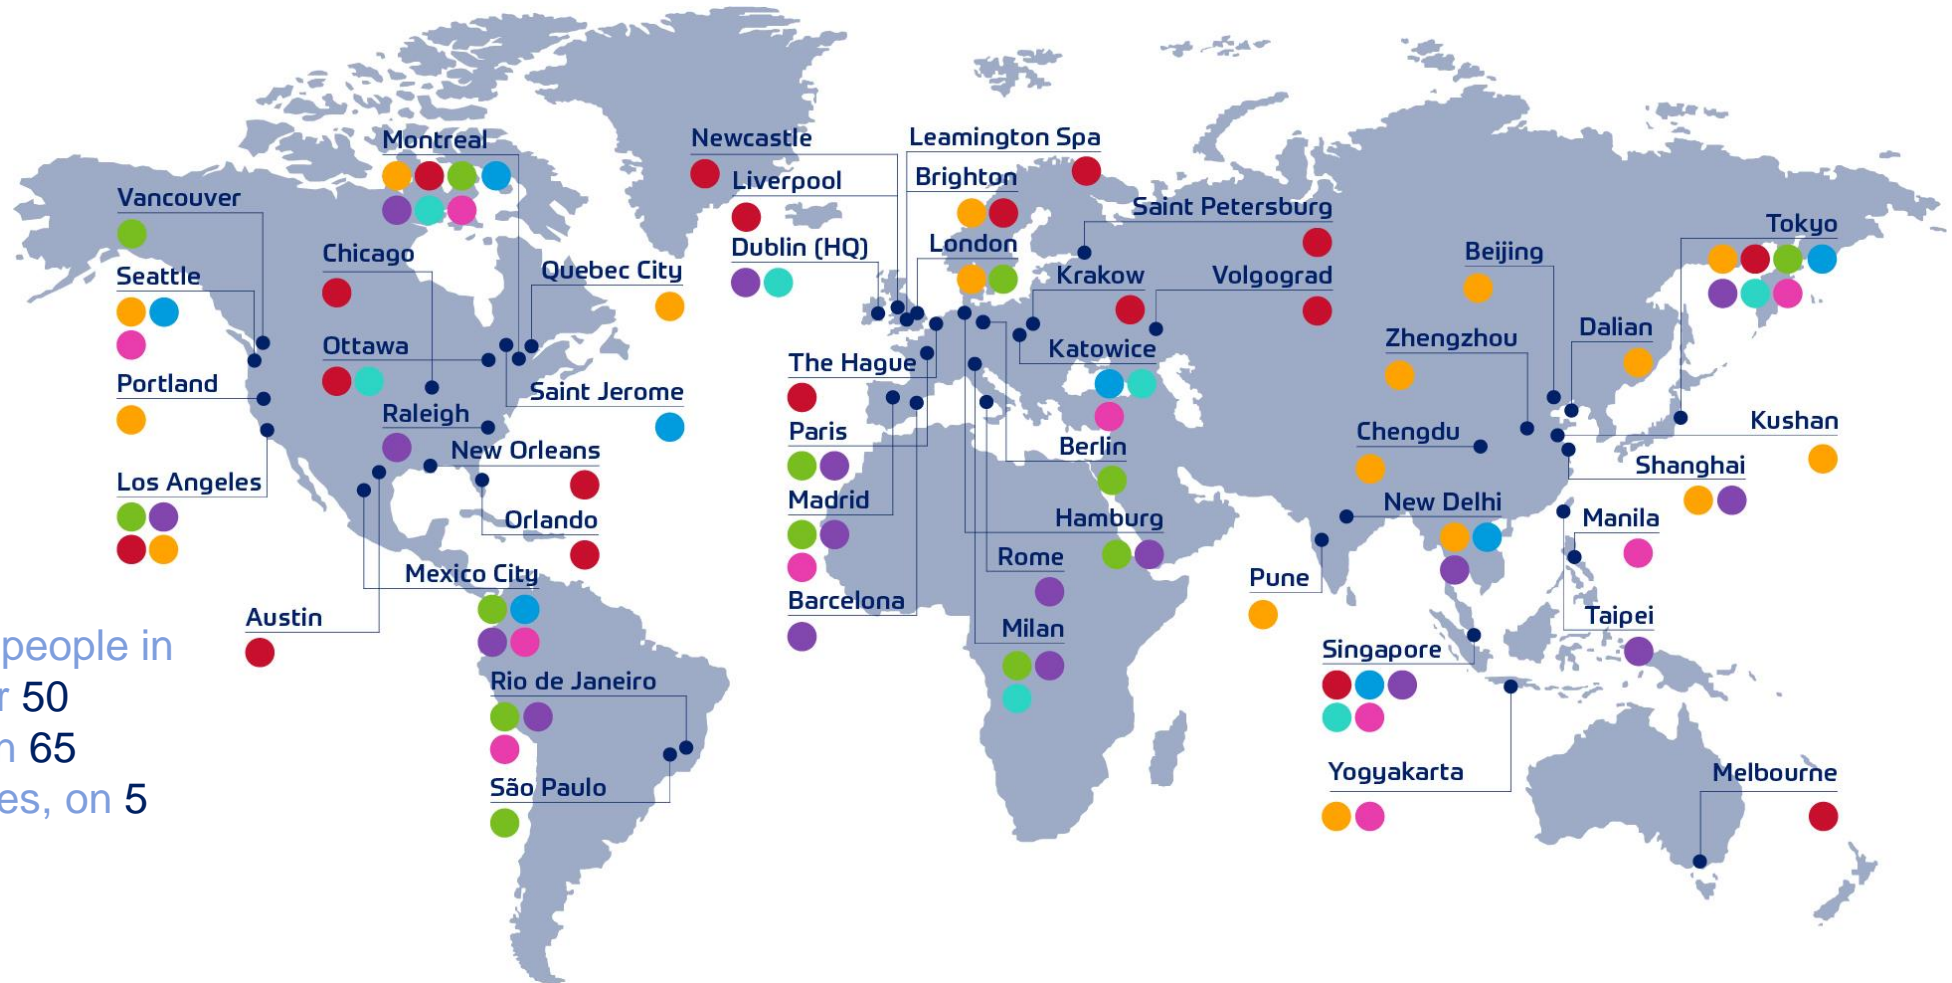 Montreal
Vancouver
Seattle
Portland
Los Angeles
Chicago
Ottawa
Raleigh
Quebec City
Saint Jerome
New Orleans
Orlando
Mexico City
Austin
Rio de Janeiro
São Paulo
people in
50
65
es, on 5
Newcastle
Liverpool
Dublin (HQ)
Leamington Spa
Brighton
London
Saint Petersburg
Krakow
Volgograd
The Hague
Katowice
Paris
Berlin
Madrid
Hamburg
Rome
Barcelona
Milan
Tokyo
Beijing
Zhengzhou
Dalian
Chengdu
Kushan
Shanghai
New Delhi
Manila
Pune
Taipei
Singapore
Yogyakarta
Melbourne